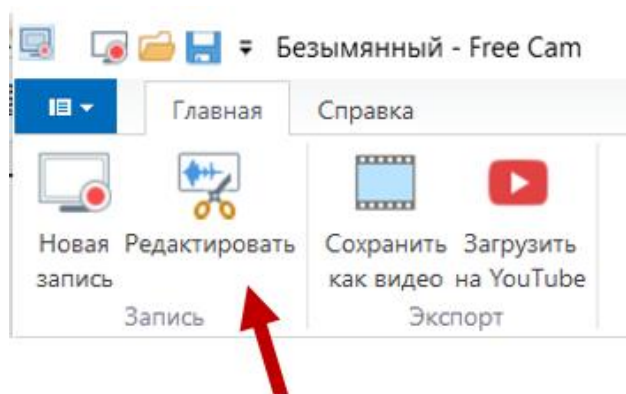 Безымянный - Free Cam
Главная Справка
Новая запись Редактировать Сохранить как видео Загрузить на YouTube
Запись Экспорт